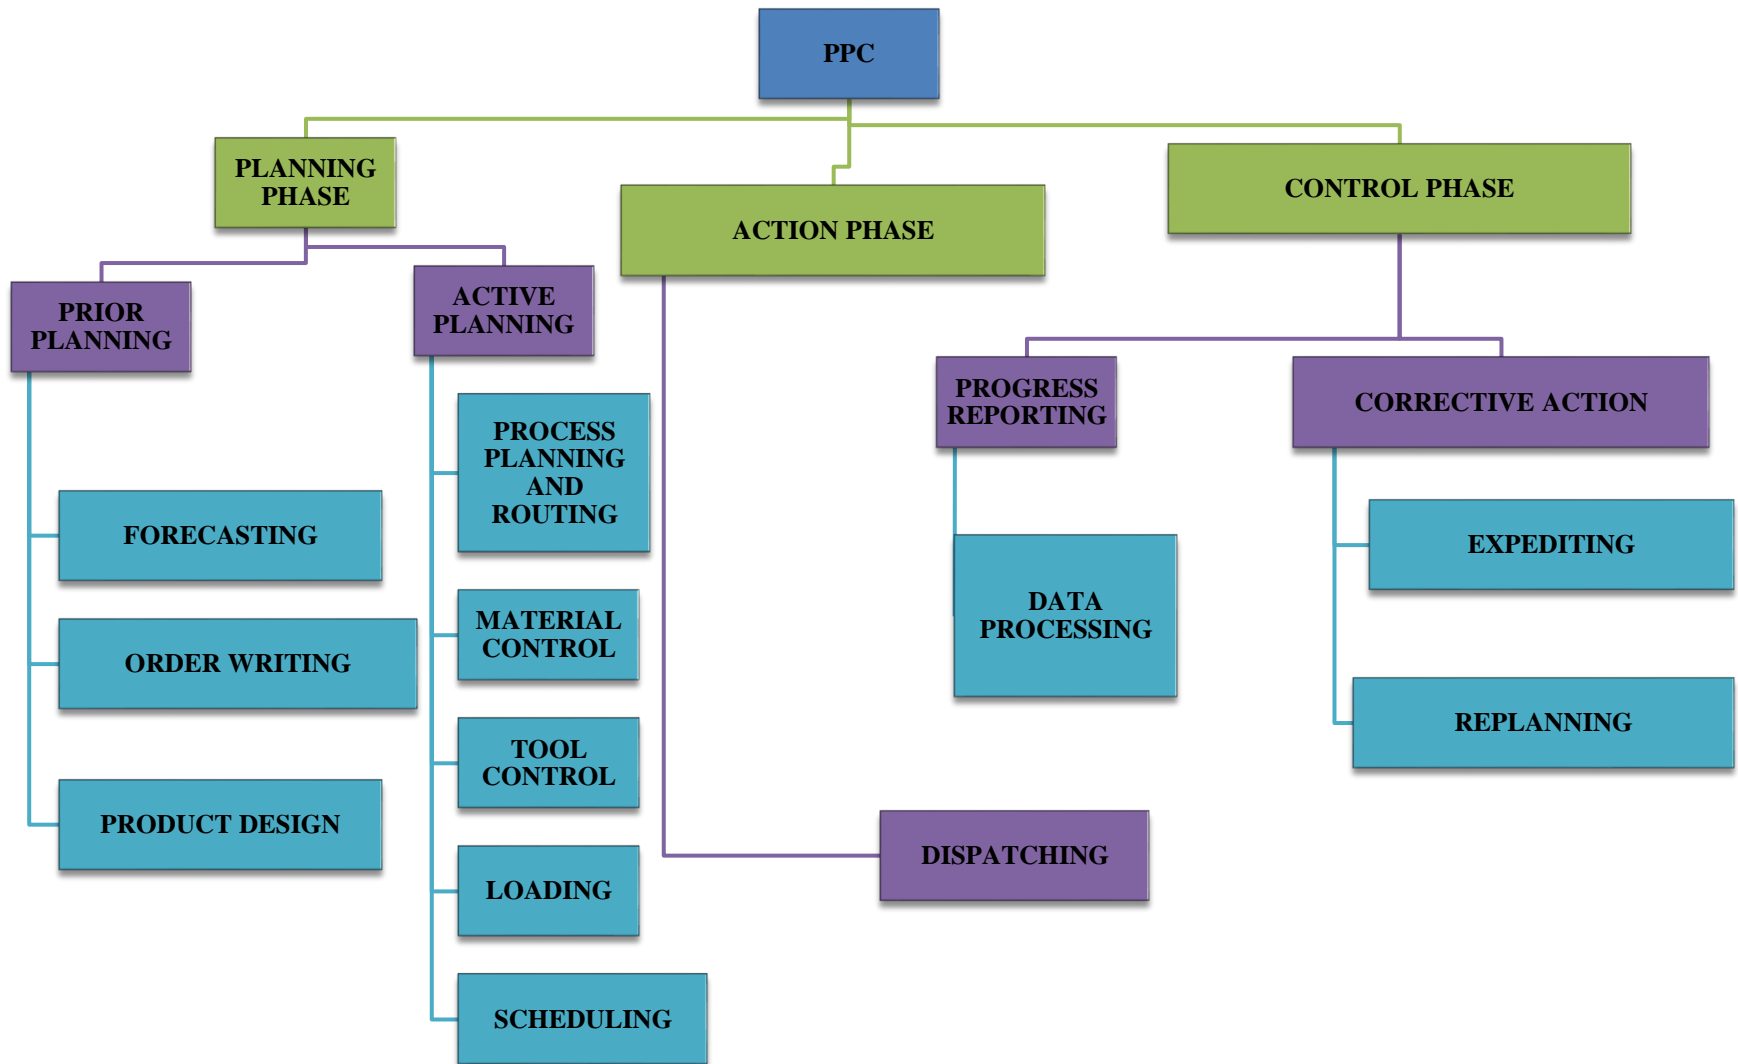 PPC
PLANNING
PHASE
ACTION PHASE
CONTROL PHASE
PRIOR
PLANNING
ACTIVE
PLANNING
FORECASTING
ORDER WRITING
PRODUCT DESIGN
PROCESS
PLANNING
AND
ROUTING
MATERIAL
CONTROL
TOOL
CONTROL
LOADING
SCHEDULING
DISPATCHING
PROGRESS
REPORTING
DATA
PROCESSING
CORRECTIVE ACTION
EXPEDITING
REPLANNING